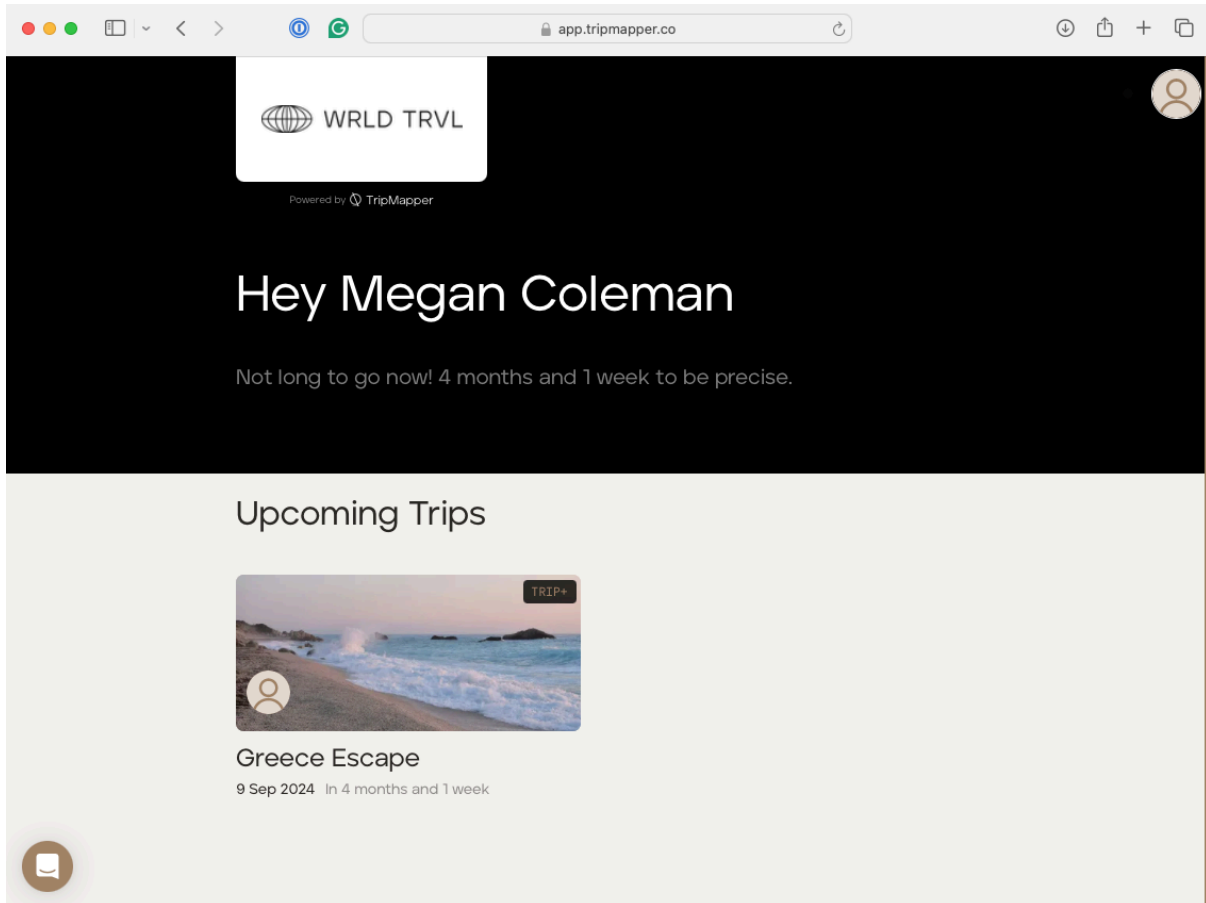 app.tripmapper.co
WRLD TRVL
Powered by TripMapper
Hey Megan Coleman
Not long to go now! 4 months and 1 week to be precise.
Upcoming Trips
TRIP+
Greece Escape
9 Sep 2024 In 4 months and 1 week